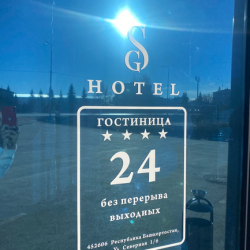 SG
HOTEL
ГОСТИНИЦА
24
без перерыва
выходных
452606 Республика Башкортостан,
Ул. Северная 1/6